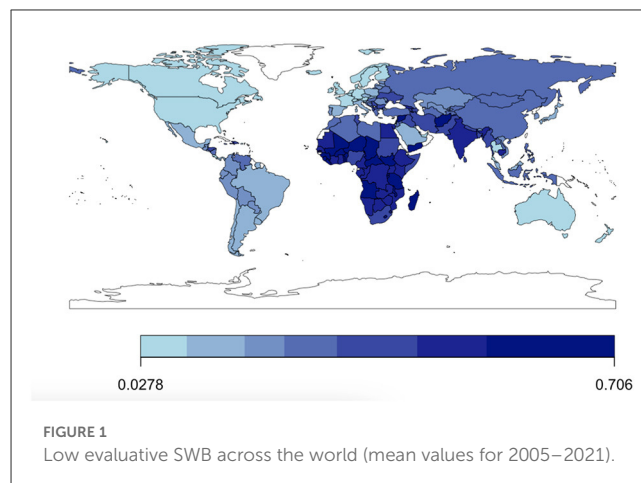 0.0278 0.706
FIGURE 1
Low evaluative SWB across the world (mean values for 2005–2021).